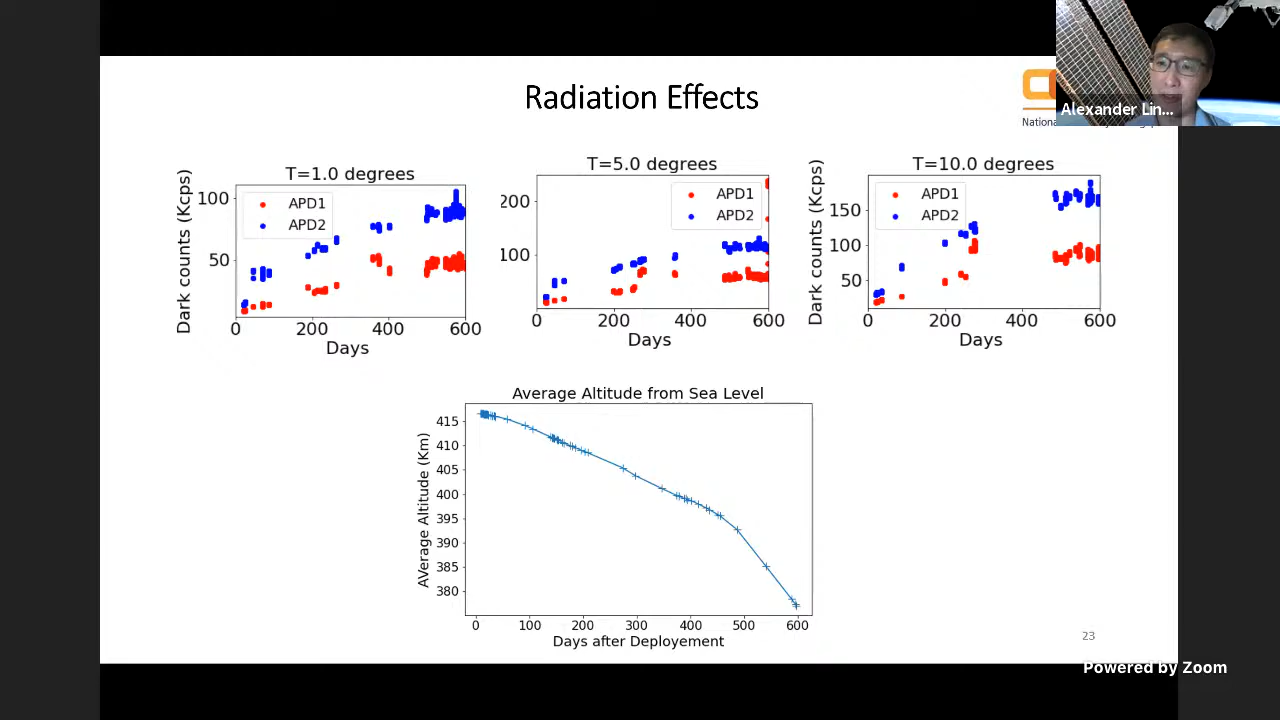 Radiation Effects
Alexander Lin...
National
T=1.0 degrees
Dark counts (Kcps)
100
50
APD1
APD2
0
200
400
600
Days
T=5.0 degrees
200
100
APD1
APD2
0
200
400
600
Days
T=10.0 degrees
Dark counts (Kcps)
150
100
50
APD1
APD2
0
200
400
600
Days
Average Altitude from Sea Level
AVerage Altitude (Km)
415
410
405
400
395
390
385
380
0
100
200
300
400
500
600
Days after Deployement
23
Powered by Zoom